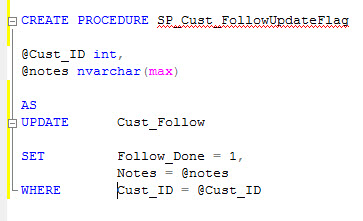 CREATE PROCEDURE SP_Cust_FollowUpdateFlag
@Cust_ID int,
@notes nvarchar(max)
AS
UPDATE Cust_Follow
SET Follow_Done = 1,
Notes = @notes
WHERE Cust_ID = @Cust_ID